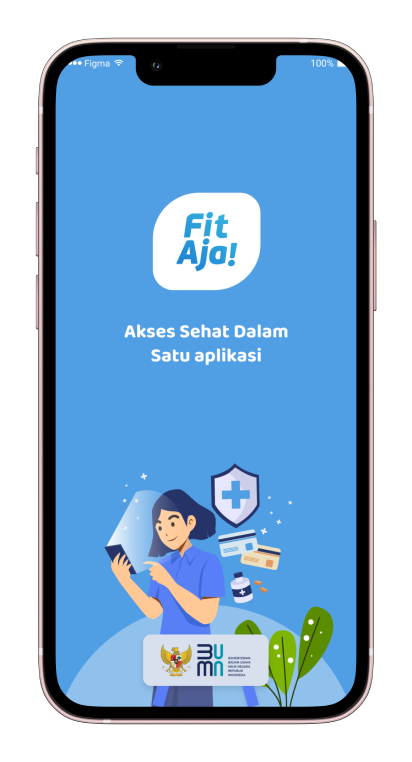 Figma
100%
Fit
Aja!
Akses Sehat Dalam
Satu aplikasi
BUMN
KEMENTERIAN
BADAN USAHA
MILIK NEGARA
REPUBLIK
INDONESIA